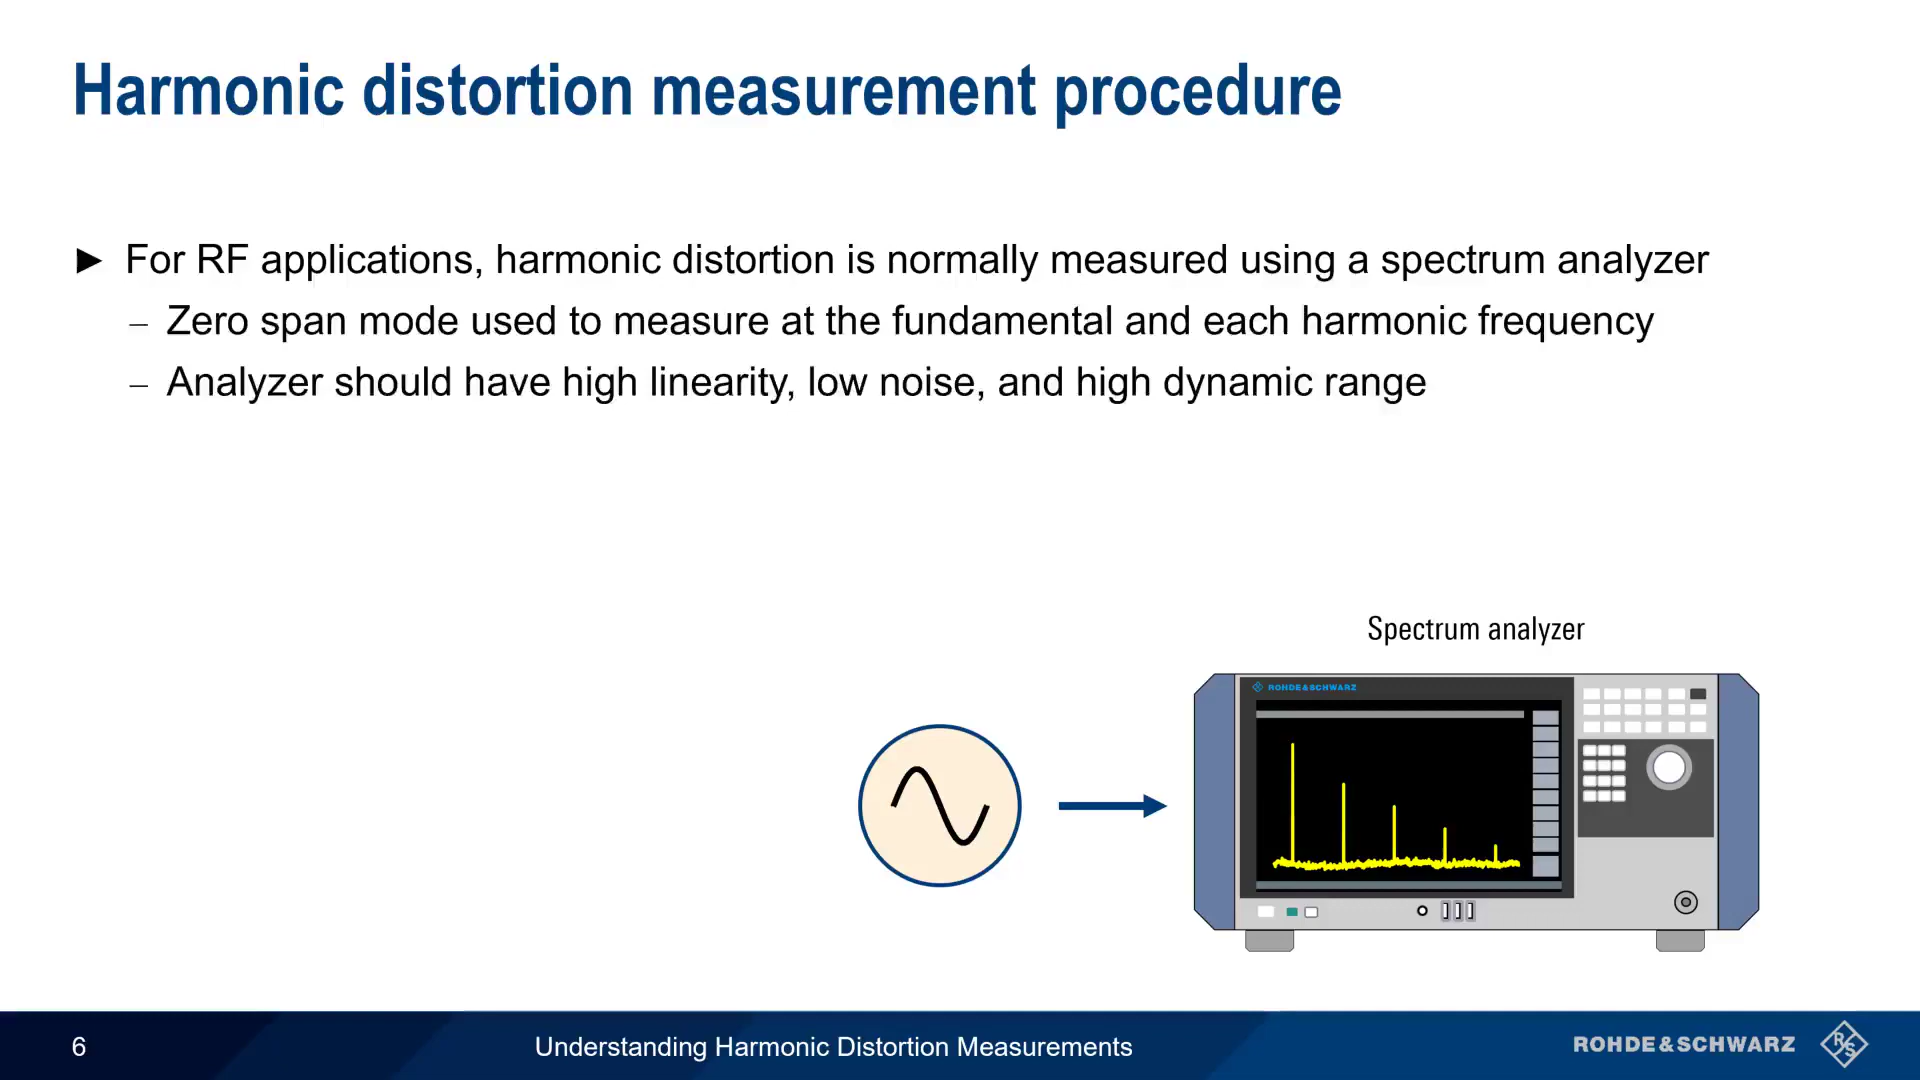 Harmonic distortion measurement procedure
► For RF applications, harmonic distortion is normally measured using a spectrum analyzer
– Zero span mode used to measure at the fundamental and each harmonic frequency
– Analyzer should have high linearity, low noise, and high dynamic range
Spectrum analyzer
ROHDE&SCHWARZ
6
Understanding Harmonic Distortion Measurements
ROHDE&SCHWARZ
R&S